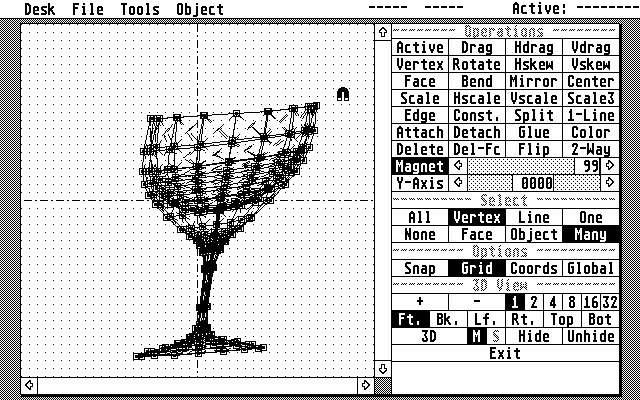 Desk File Tools Object ----- ----- Active: --------
Operations
Active Drag Hdrag Vdrag
Vertex Rotate Hskew Vskew
Face Bend Mirror Center
Scale Hscale Vscale Scale3
Edge Const. Split 1-Line
Attach Detach Glue Color
Delete Del-Fc Flip 2-Way
Magnet 99
Y-Axis 0000
Select
All Vertex Line One
None Face Object Many
Options
Snap Grid Coords Global
3D View
+ - 1 2 4 8 16 32
Ft. Bk. Lf. Rt. Top Bot
3D M S Hide Unhide
Exit